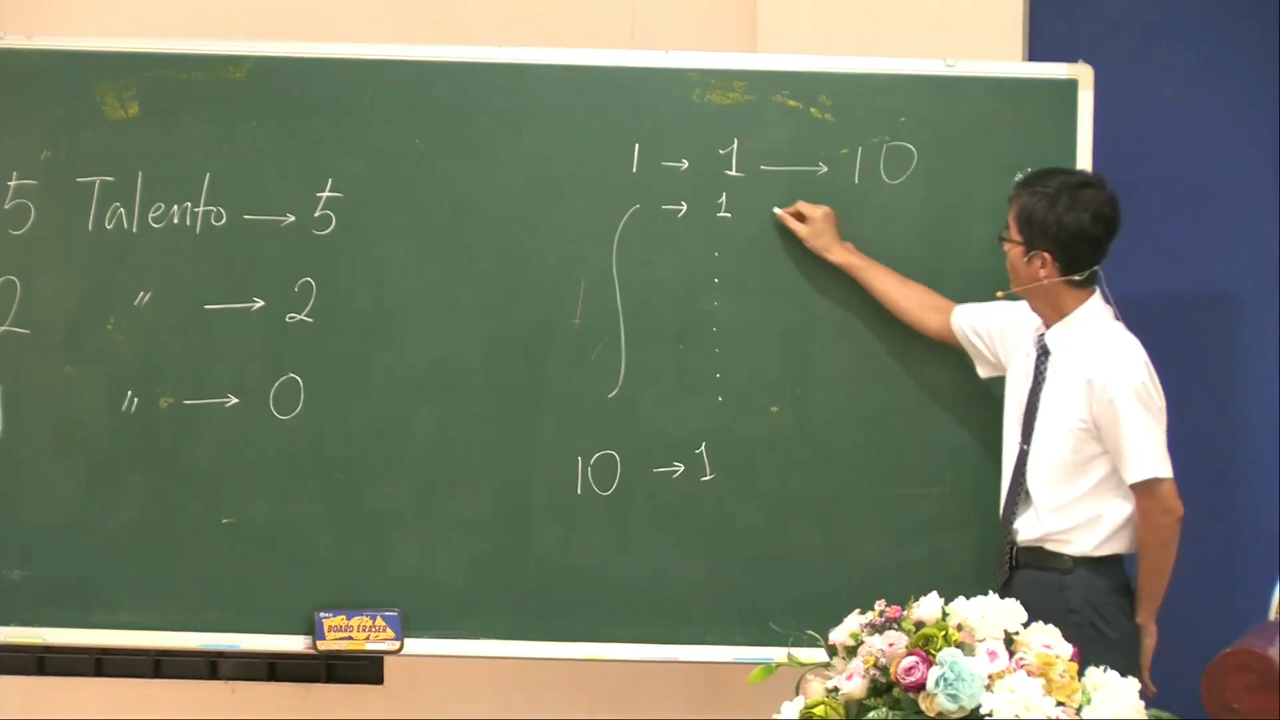 5 Talento → 5
2 〃 → 2
〃 → 0
1 → 1 → 10
→ 1
10 → 1
BOARD ERASER